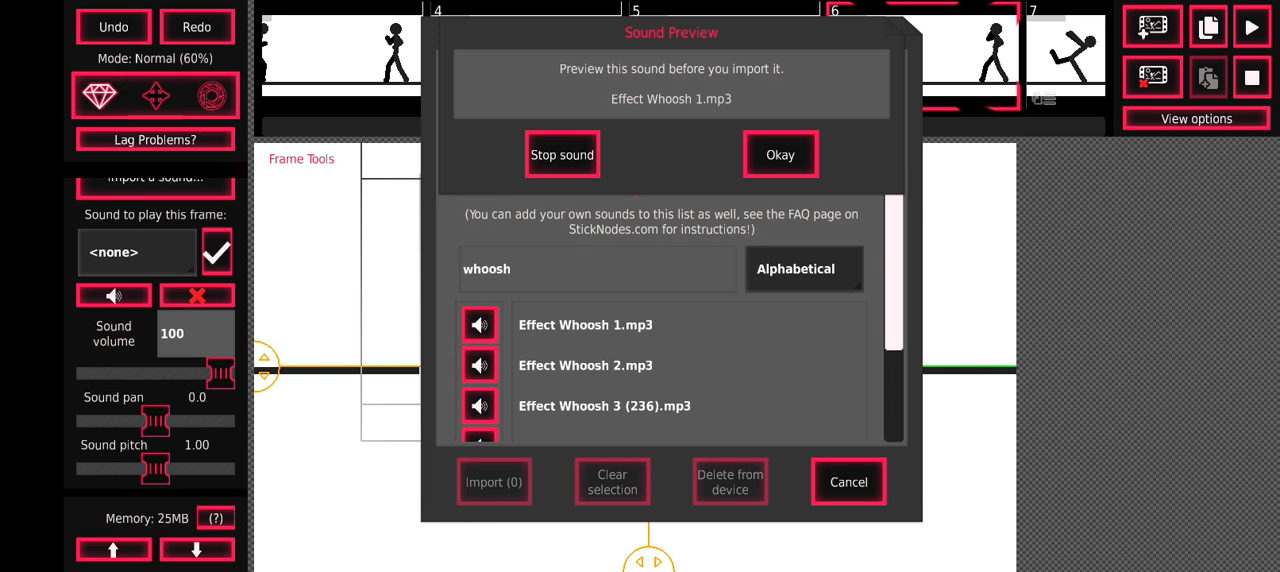 Undo
Redo
Mode: Normal (60%)
Lag Problems?
Import a sound...
Sound to play this frame:
<none>
Sound volume
100
Sound pan
0.0
Sound pitch
1.00
Memory: 25MB
(?)
Frame Tools
4
5
6
7
View options
Sound Preview
Preview this sound before you import it.
Effect Whoosh 1.mp3
Stop sound
Okay
(You can add your own sounds to this list as well, see the FAQ page on
StickNodes.com for instructions!)
whoosh
Alphabetical
Effect Whoosh 1.mp3
Effect Whoosh 2.mp3
Effect Whoosh 3 (236).mp3
Import (0)
Clear
selection
Delete from
device
Cancel